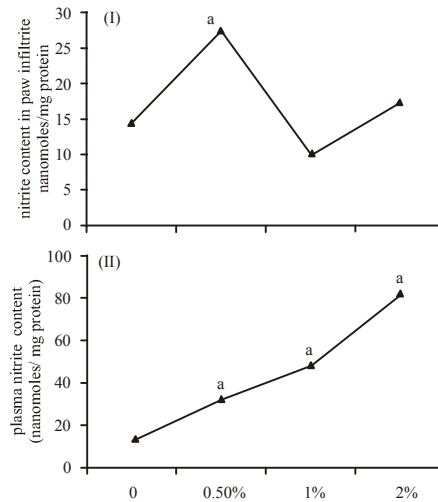 (I)
nitrite content in paw infiltrite
nanomoles/mg protein
30
25
20
15
10
5
0
a
(II)
plasma nitrite content
(nanomoles/ mg protein)
100
80
60
40
20
0
a
a
a
0 0.50% 1% 2%